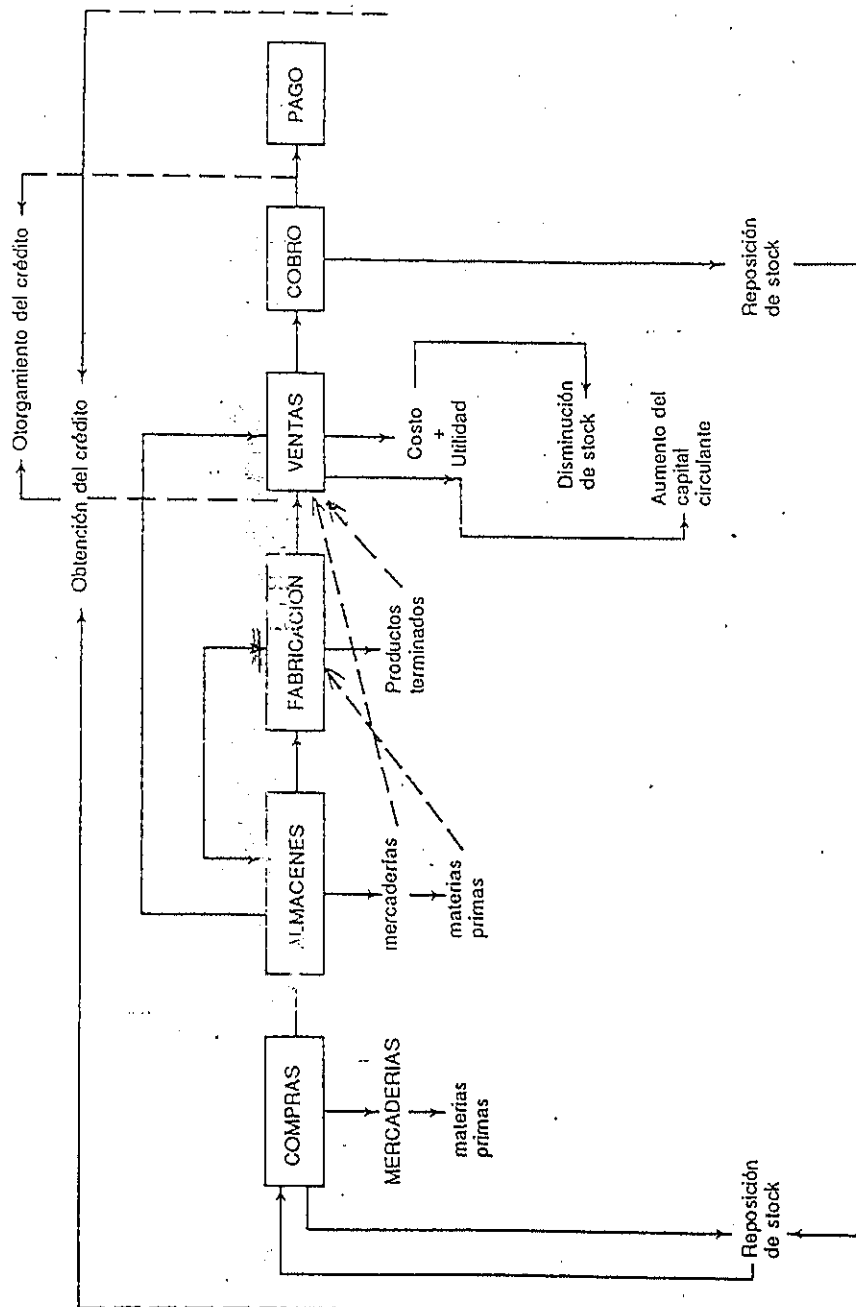 Otorgamiento del crédito
Obtención del crédito
COMPRAS
ALMACENES
FABRICACION
VENTAS
COBRO
PAGO
MERCADERIAS
materias
primas
mercaderías
materias
primas
Productos
terminados
Costo
+
Utilidad
Disminución
de stock
Aumento del
capital
circulante
Reposición
de stock
Reposición
de stock